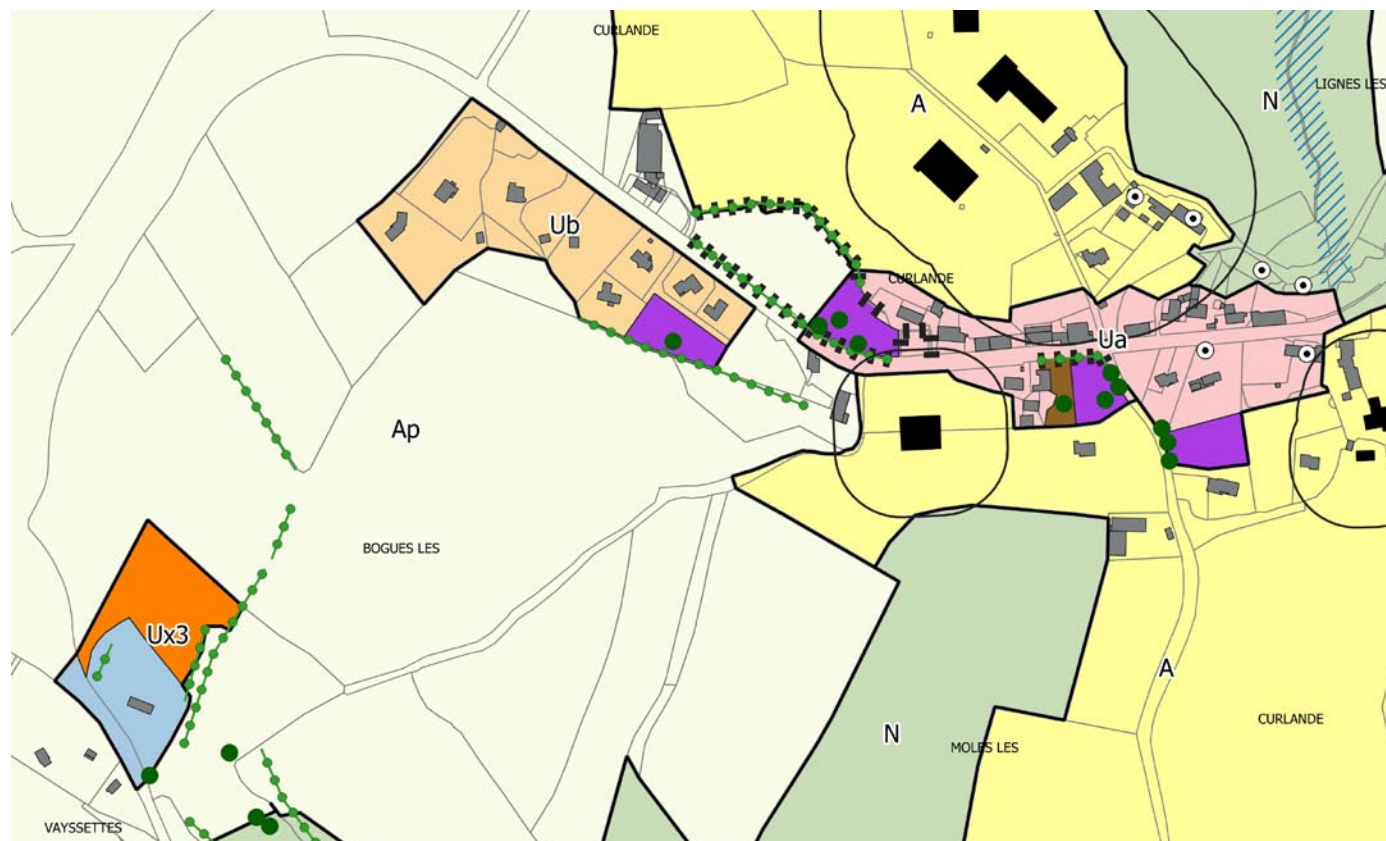 CURLANDE
A
N
LIGNES LES
Ub
CURLANDE
Ua
Ap
BOGUES LES
Ux3
A
N
MOLES LES
CURLANDE
VAYSSETTES